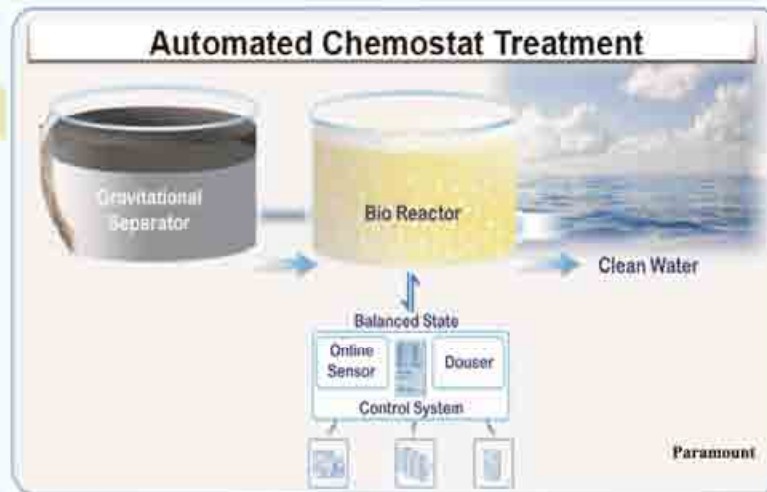 Automated Chemostat Treatment
Gravitational
Separator
Bio Reactor
Clean Water
Balanced State
Online
Sensor
Douser
Control System
Paramount